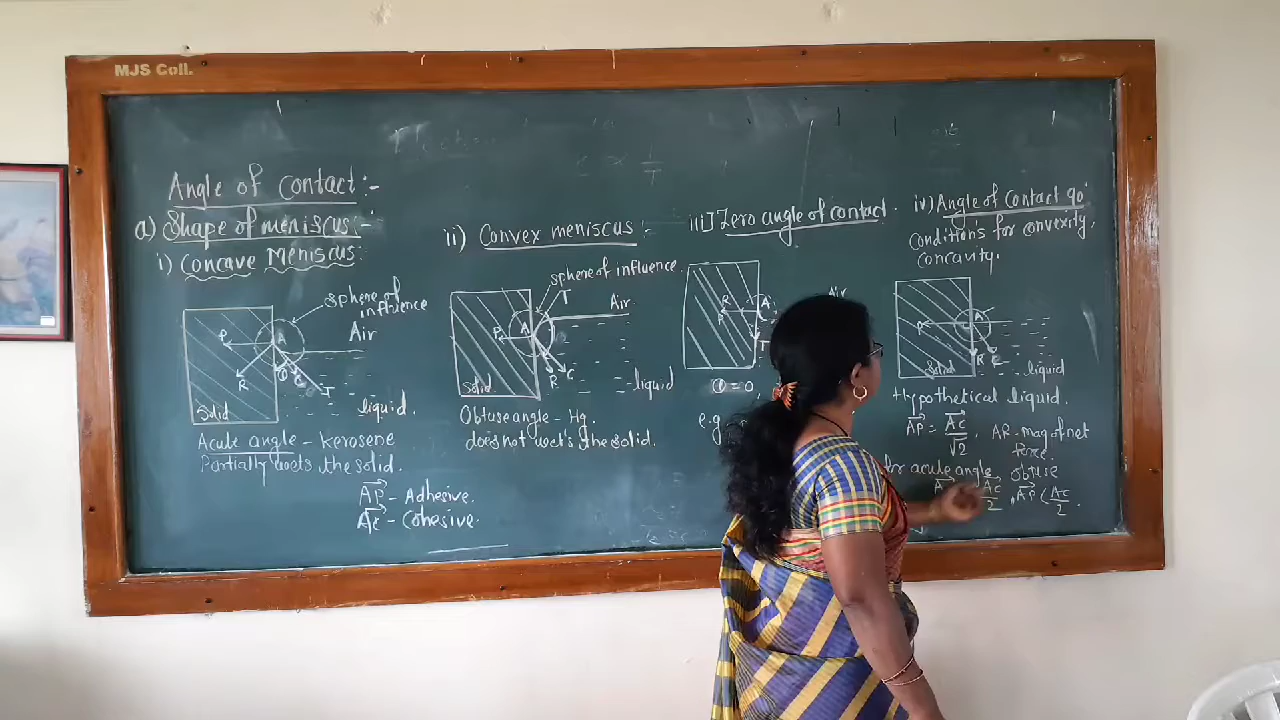 MJS Coll.
Angle of contact :-
a) Shape of meniscus :-
i) Concave Meniscus:
sphere of influence
Air
P
A
R
C
T
Solid
liquid.
Acute angle - Kerosene
Partially wets the solid.
AP - Adhesive.
AC - Cohesive.
ii) Convex meniscus :-
sphere of influence.
T
Air
P
A
R
C
Solid
liquid
Obtuse angle - Hg.
does not wet's the solid.
iii] Zero angle of contact.
R
P
A
T
Air
= 0
e.g
iv) Angle of contact 90°
Conditions for convexity,
concavity.
P
A
R
C
Solid
liquid
Hypothetical liquid.
AP = AC/√2 . AR - mag of net force.
for acute angle, obtuse
AC/2 , AP < AC/2 .